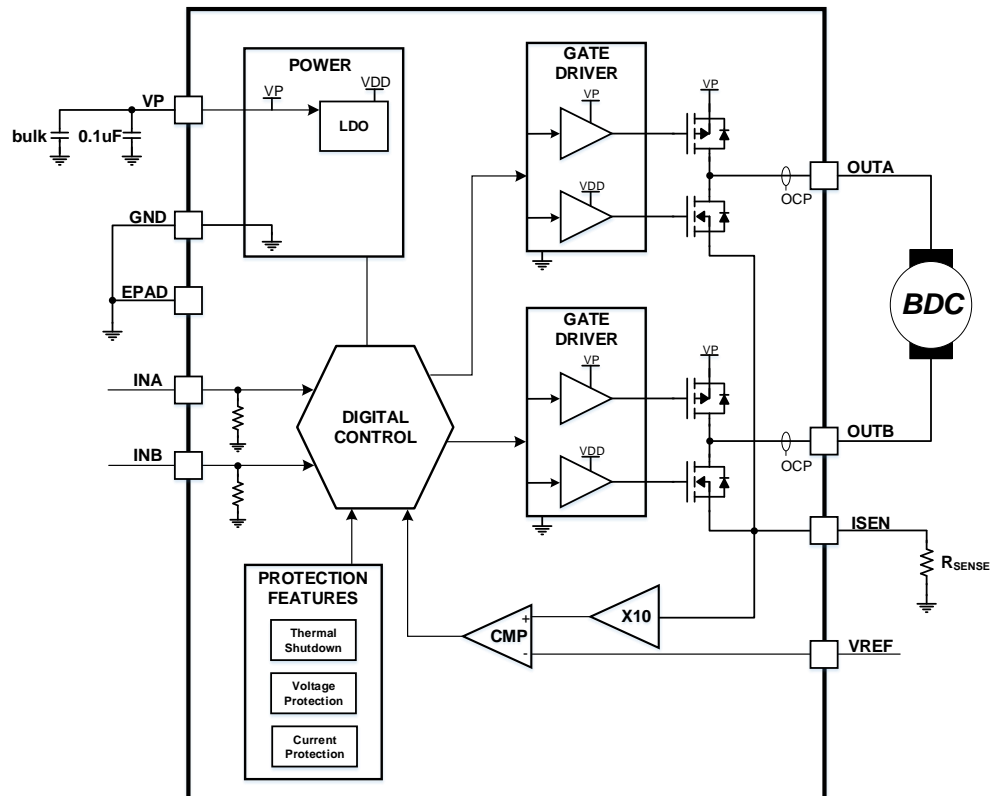 POWER
VP
VDD
LDO
VP
bulk
0.1uF
GND
EPAD
INA
INB
DIGITAL
CONTROL
GATE
DRIVER
VP
VDD
VP
OCP
OUTA
BDC
GATE
DRIVER
VP
VDD
VP
OCP
OUTB
ISEN
RSENSE
PROTECTION
FEATURES
Thermal
Shutdown
Voltage
Protection
Current
Protection
CMP
+
-
X10
VREF